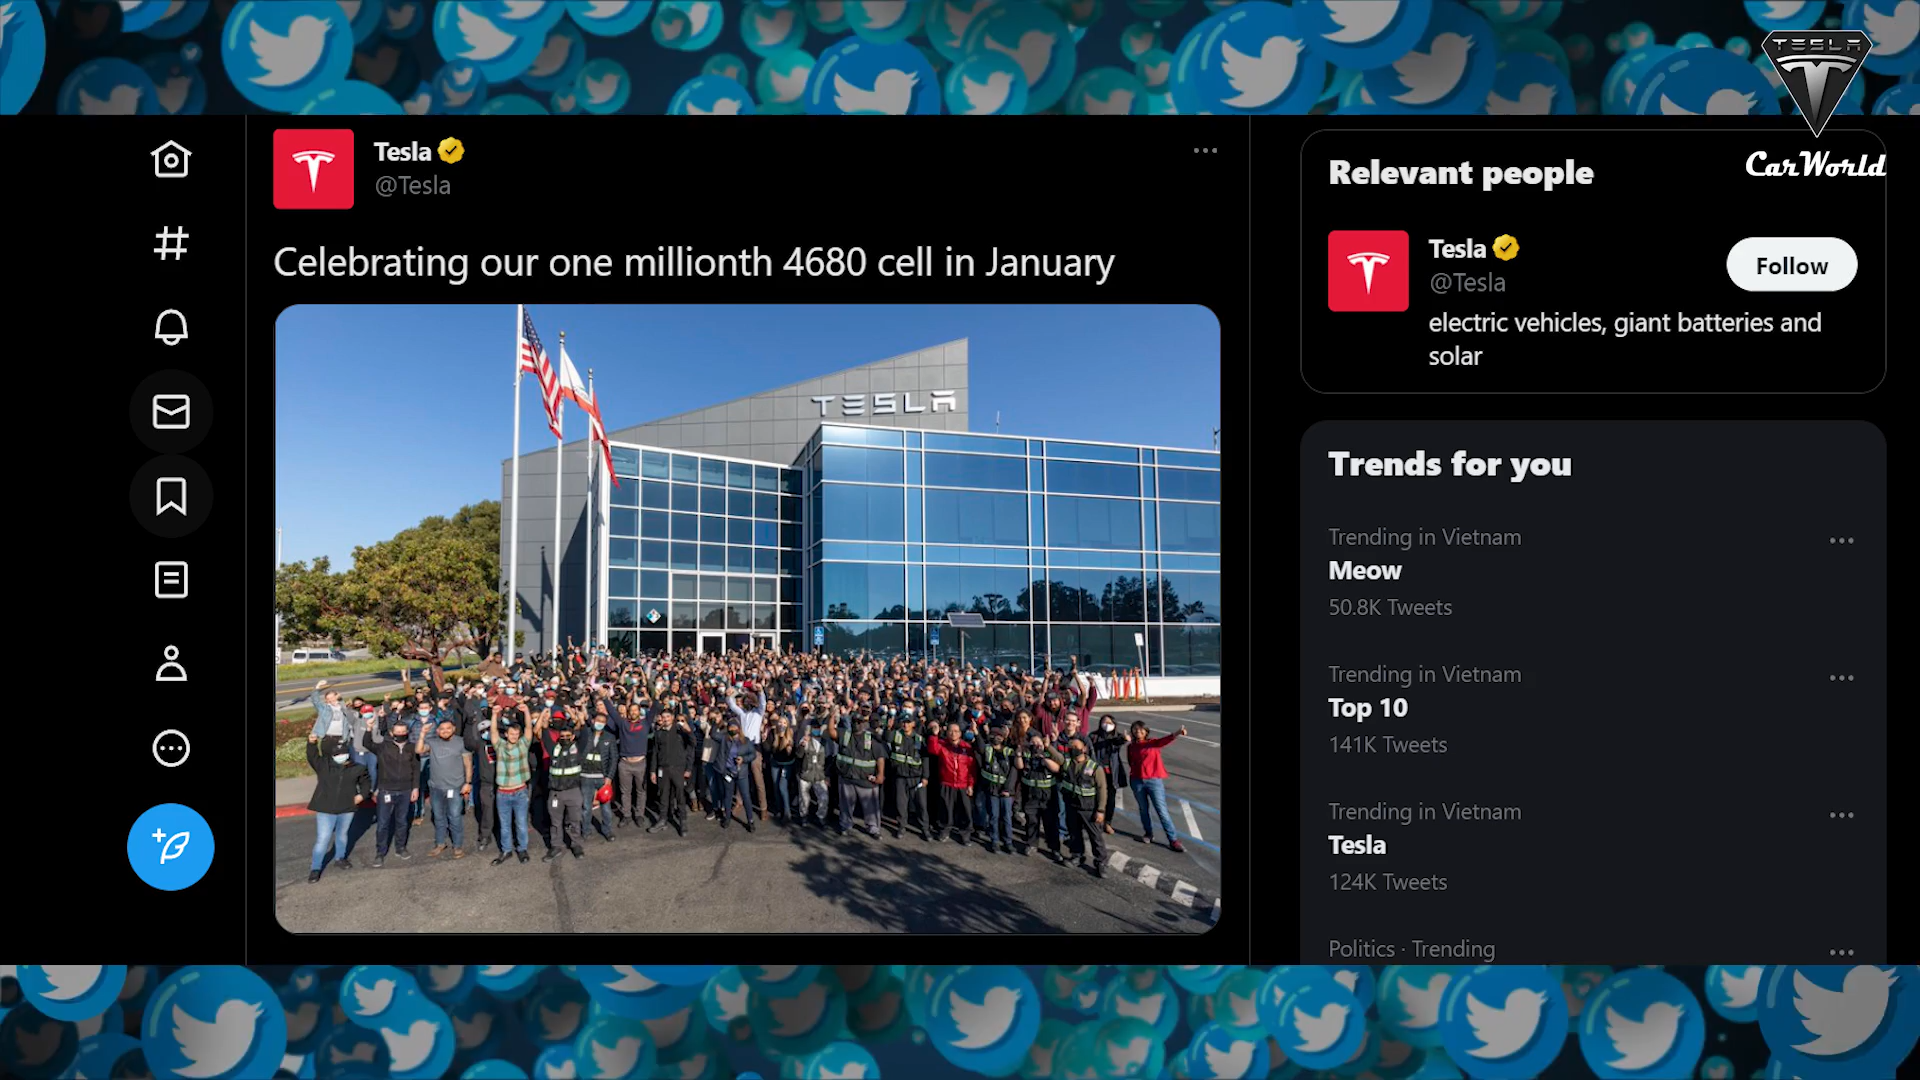 TESLA
CarWorld
Tesla
@Tesla
Celebrating our one millionth 4680 cell in January
TESLA
Relevant people
Tesla
@Tesla
Follow
electric vehicles, giant batteries and
solar
Trends for you
Trending in Vietnam
Meow
50.8K Tweets
Trending in Vietnam
Top 10
141K Tweets
Trending in Vietnam
Tesla
124K Tweets
Politics · Trending